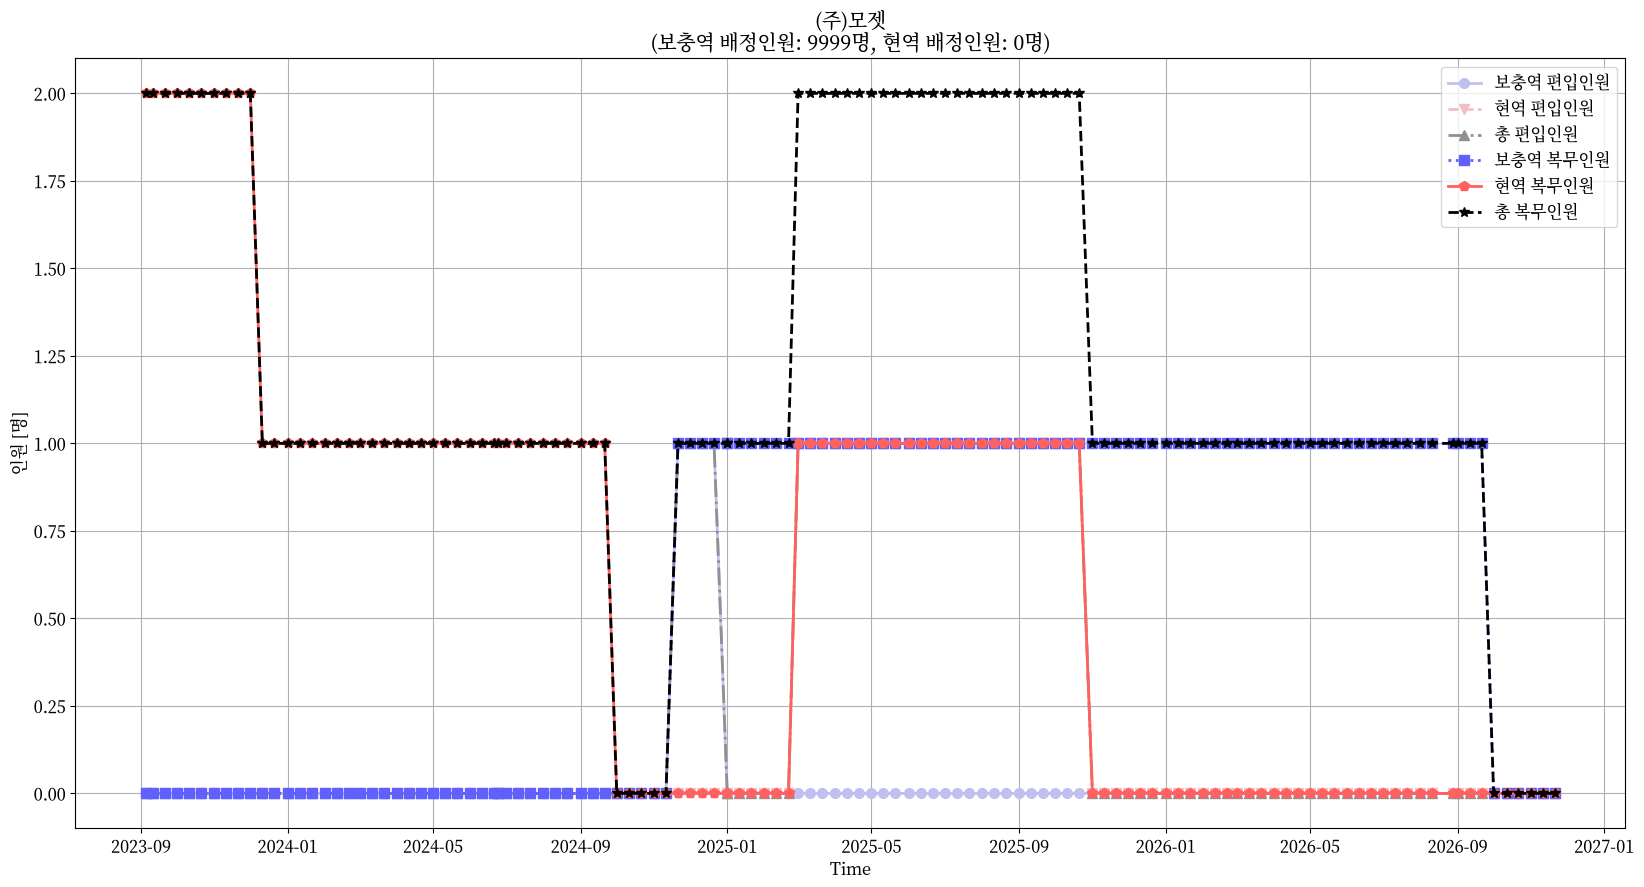 (주)모젯
(보충역 배정인원: 9999명, 현역 배정인원: 0명)
보충역 편입인원
현역 편입인원
총 편입인원
보충역 복무인원
현역 복무인원
총 복무인원
인원 [명]
2.00
1.75
1.50
1.25
1.00
0.75
0.50
0.25
0.00
2023-09 2024-01 2024-05 2024-09 2025-01 2025-05 2025-09 2026-01 2026-05 2026-09 2027-01
Time